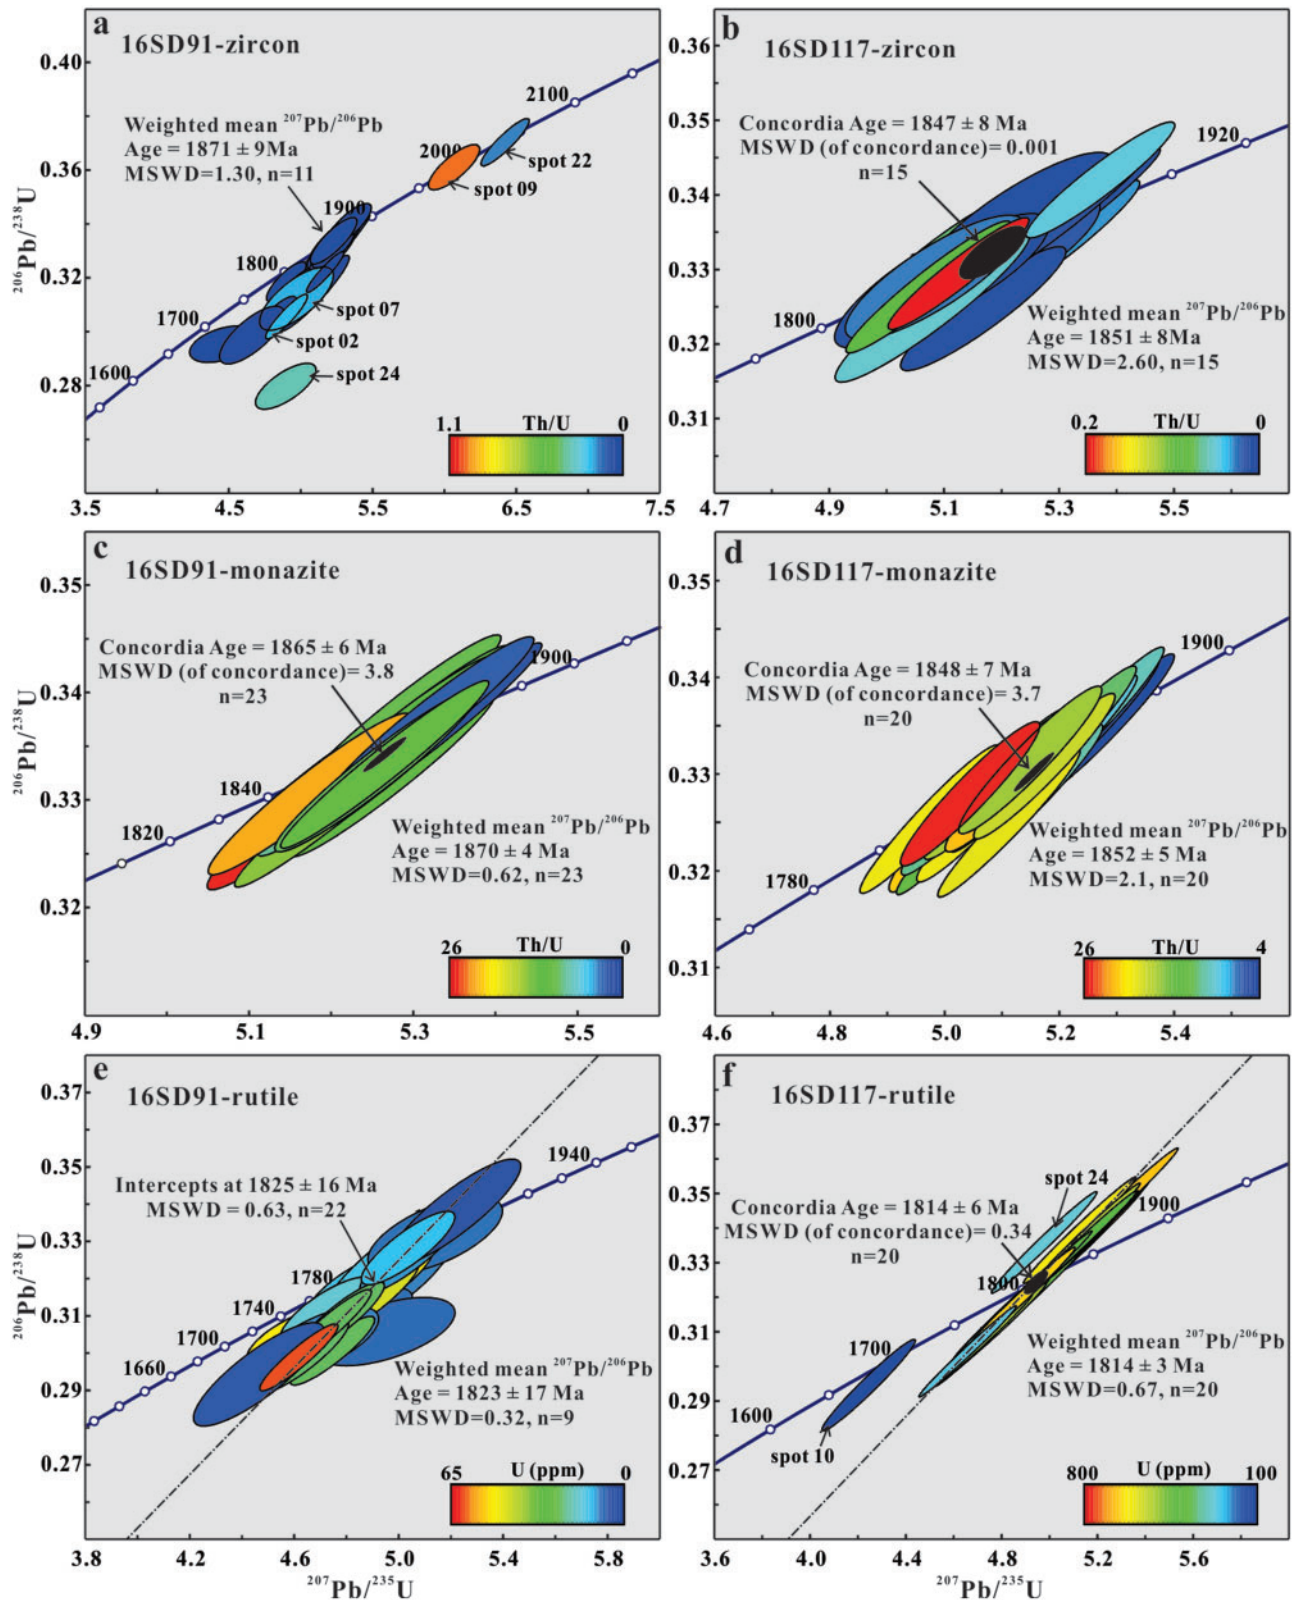 a
16SD91-zircon
0.40
0.36
0.32
0.28
²⁰⁶Pb/²³⁸U
2100
2000
1900
1800
1700
1600
Weighted mean ²⁰⁷Pb/²⁰⁶Pb
Age = 1871 ± 9Ma
MSWD=1.30, n=11
spot 22
spot 09
spot 07
spot 02
spot 24
1.1 Th/U 0
3.5 4.5 5.5 6.5 7.5
b
16SD117-zircon
0.36
0.35
0.34
0.33
0.32
0.31
Concordia Age = 1847 ± 8 Ma
MSWD (of concordance)= 0.001
n=15
1920
1800
Weighted mean ²⁰⁷Pb/²⁰⁶Pb
Age = 1851 ± 8Ma
MSWD=2.60, n=15
0.2 Th/U 0
4.7 4.9 5.1 5.3 5.5
c
16SD91-monazite
0.35
0.34
0.33
0.32
²⁰⁶Pb/²³⁸U
Concordia Age = 1865 ± 6 Ma
MSWD (of concordance)= 3.8
n=23
1900
1840
1820
Weighted mean ²⁰⁷Pb/²⁰⁶Pb
Age = 1870 ± 4 Ma
MSWD=0.62, n=23
26 Th/U 0
4.9 5.1 5.3 5.5
d
16SD117-monazite
0.35
0.34
0.33
0.32
0.31
1900
Concordia Age = 1848 ± 7 Ma
MSWD (of concordance)= 3.7
n=20
1780
Weighted mean ²⁰⁷Pb/²⁰⁶Pb
Age = 1852 ± 5 Ma
MSWD=2.1, n=20
26 Th/U 4
4.6 4.8 5.0 5.2 5.4
e
16SD91-rutile
0.37
0.35
0.33
0.31
0.29
0.27
²⁰⁶Pb/²³⁸U
1940
Intercepts at 1825 ± 16 Ma
MSWD = 0.63, n=22
1780
1740
1700
1660
Weighted mean ²⁰⁷Pb/²⁰⁶Pb
Age = 1823 ± 17 Ma
MSWD=0.32, n=9
65 U (ppm) 0
3.8 4.2 4.6 5.0 5.4 5.8
²⁰⁷Pb/²³⁵U
f
16SD117-rutile
0.37
0.35
0.33
0.31
0.29
0.27
spot 24
1900
Concordia Age = 1814 ± 6 Ma
MSWD (of concordance)= 0.34
n=20
1800
1700
1600
spot 10
Weighted mean ²⁰⁷Pb/²⁰⁶Pb
Age = 1814 ± 3 Ma
MSWD=0.67, n=20
800 U (ppm) 100
3.6 4.0 4.4 4.8 5.2 5.6
²⁰⁷Pb/²³⁵U